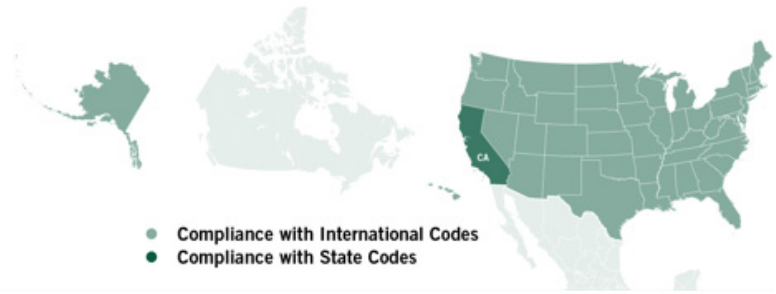 CA
Compliance with International Codes
Compliance with State Codes